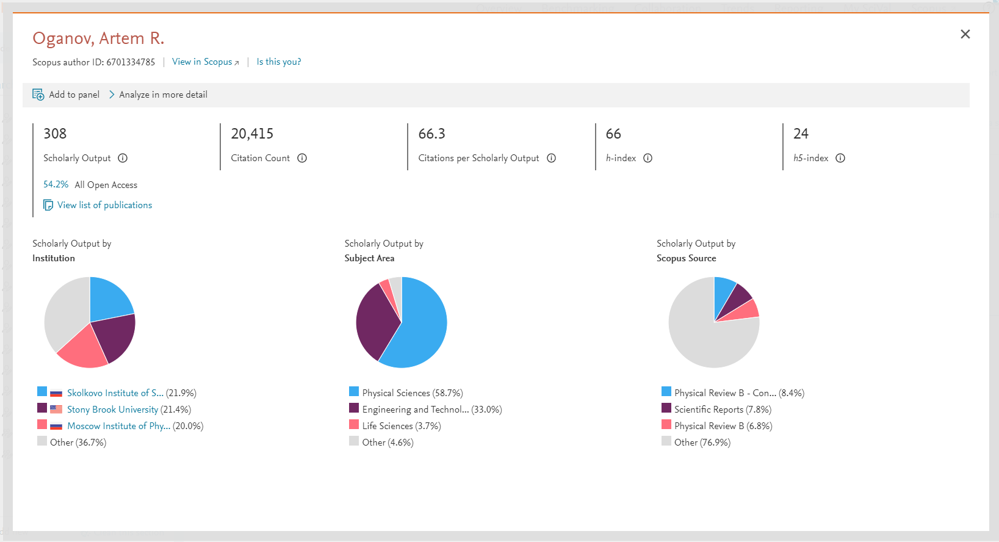 Oganov, Artem R.
Scopus author ID: 6701334785 | View in Scopus ↗ | Is this you?
Add to panel > Analyze in more detail
308
Scholarly Output
54.2% All Open Access
View list of publications
20,415
Citation Count
66.3
Citations per Scholarly Output
66
h-index
24
h5-index
Scholarly Output by
Institution
Skolkovo Institute of S... (21.9%)
Stony Brook University (21.4%)
Moscow Institute of Phy... (20.0%)
Other (36.7%)
Scholarly Output by
Subject Area
Physical Sciences (58.7%)
Engineering and Technol... (33.0%)
Life Sciences (3.7%)
Other (4.6%)
Scholarly Output by
Scopus Source
Physical Review B - Con... (8.4%)
Scientific Reports (7.8%)
Physical Review B (6.8%)
Other (76.9%)